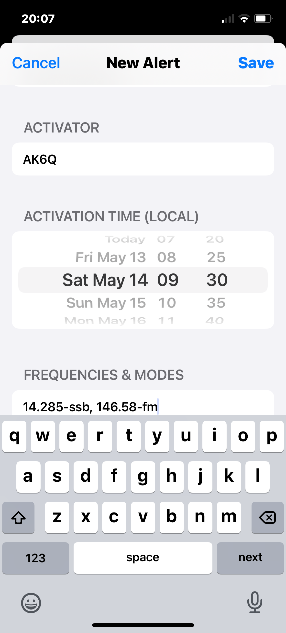 20:07
Cancel New Alert Save
ACTIVATOR
AK6Q
ACTIVATION TIME (LOCAL)
Today 07 20
Fri May 13 08 25
Sat May 14 09 30
Sun May 15 10 35
Mon May 16 11 40
FREQUENCIES & MODES
14.285-ssb, 146.58-fm
q w e r t y u i o p
a s d f g h j k l
z x c v b n m
123 space next